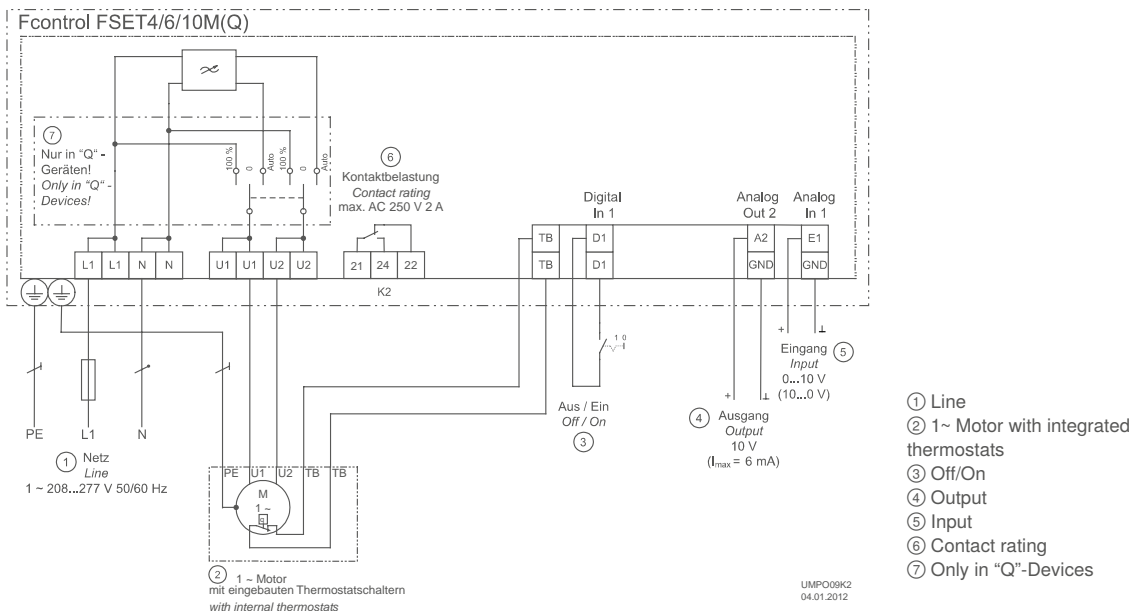 Fcontrol FSET4/6/10M(Q)
7
Nur in "Q" -
Geräten!
Only in "Q" -
Devices!
100 %
0
Auto
100 %
0
Auto
6
Kontaktbelastung
Contact rating
max. AC 250 V 2 A
Digital
In 1
Analog
Out 2
Analog
In 1
L1 L1 N N
U1 U1 U2 U2
21 24 22
K2
TB
TB
D1
D1
A2
GND
E1
GND
PE L1 N
1 Netz
Line
1 ~ 208...277 V 50/60 Hz
1 0
Aus / Ein
Off / On
3
+ ⊥
4 Ausgang
Output
10 V
(Imax = 6 mA)
+ ⊥
Eingang 5
Input
0...10 V
(10...0 V)
PE U1 U2 TB TB
M
1 ~
2 1 ~ Motor
mit eingebauten Thermostatschaltern
with internal thermostats
UMPO09K2
04.01.2012
1 Line
2 1~ Motor with integrated
thermostats
3 Off/On
4 Output
5 Input
6 Contact rating
7 Only in "Q"-Devices